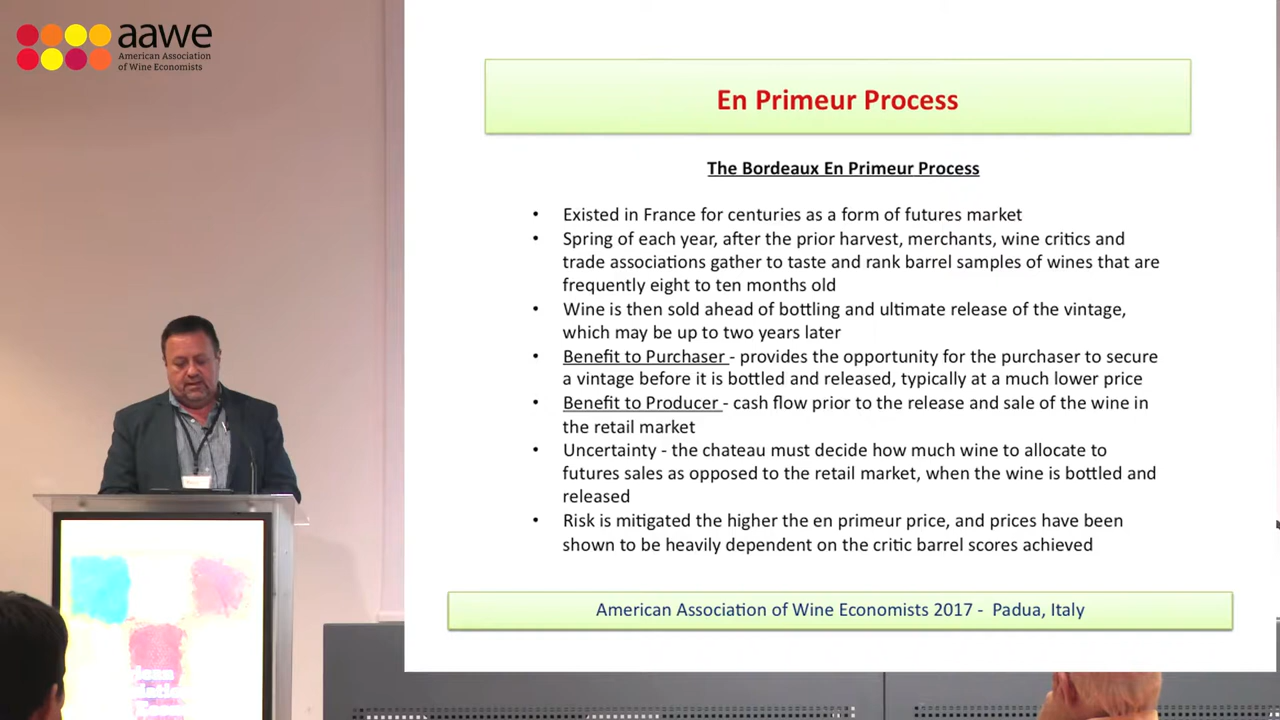 aawe
American Association
of Wine Economists
En Primeur Process
The Bordeaux En Primeur Process
• Existed in France for centuries as a form of futures market
• Spring of each year, after the prior harvest, merchants, wine critics and
trade associations gather to taste and rank barrel samples of wines that are
frequently eight to ten months old
• Wine is then sold ahead of bottling and ultimate release of the vintage,
which may be up to two years later
• Benefit to Purchaser - provides the opportunity for the purchaser to secure
a vintage before it is bottled and released, typically at a much lower price
• Benefit to Producer - cash flow prior to the release and sale of the wine in
the retail market
• Uncertainty - the chateau must decide how much wine to allocate to
futures sales as opposed to the retail market, when the wine is bottled and
released
• Risk is mitigated the higher the en primeur price, and prices have been
shown to be heavily dependent on the critic barrel scores achieved
American Association of Wine Economists 2017 - Padua, Italy